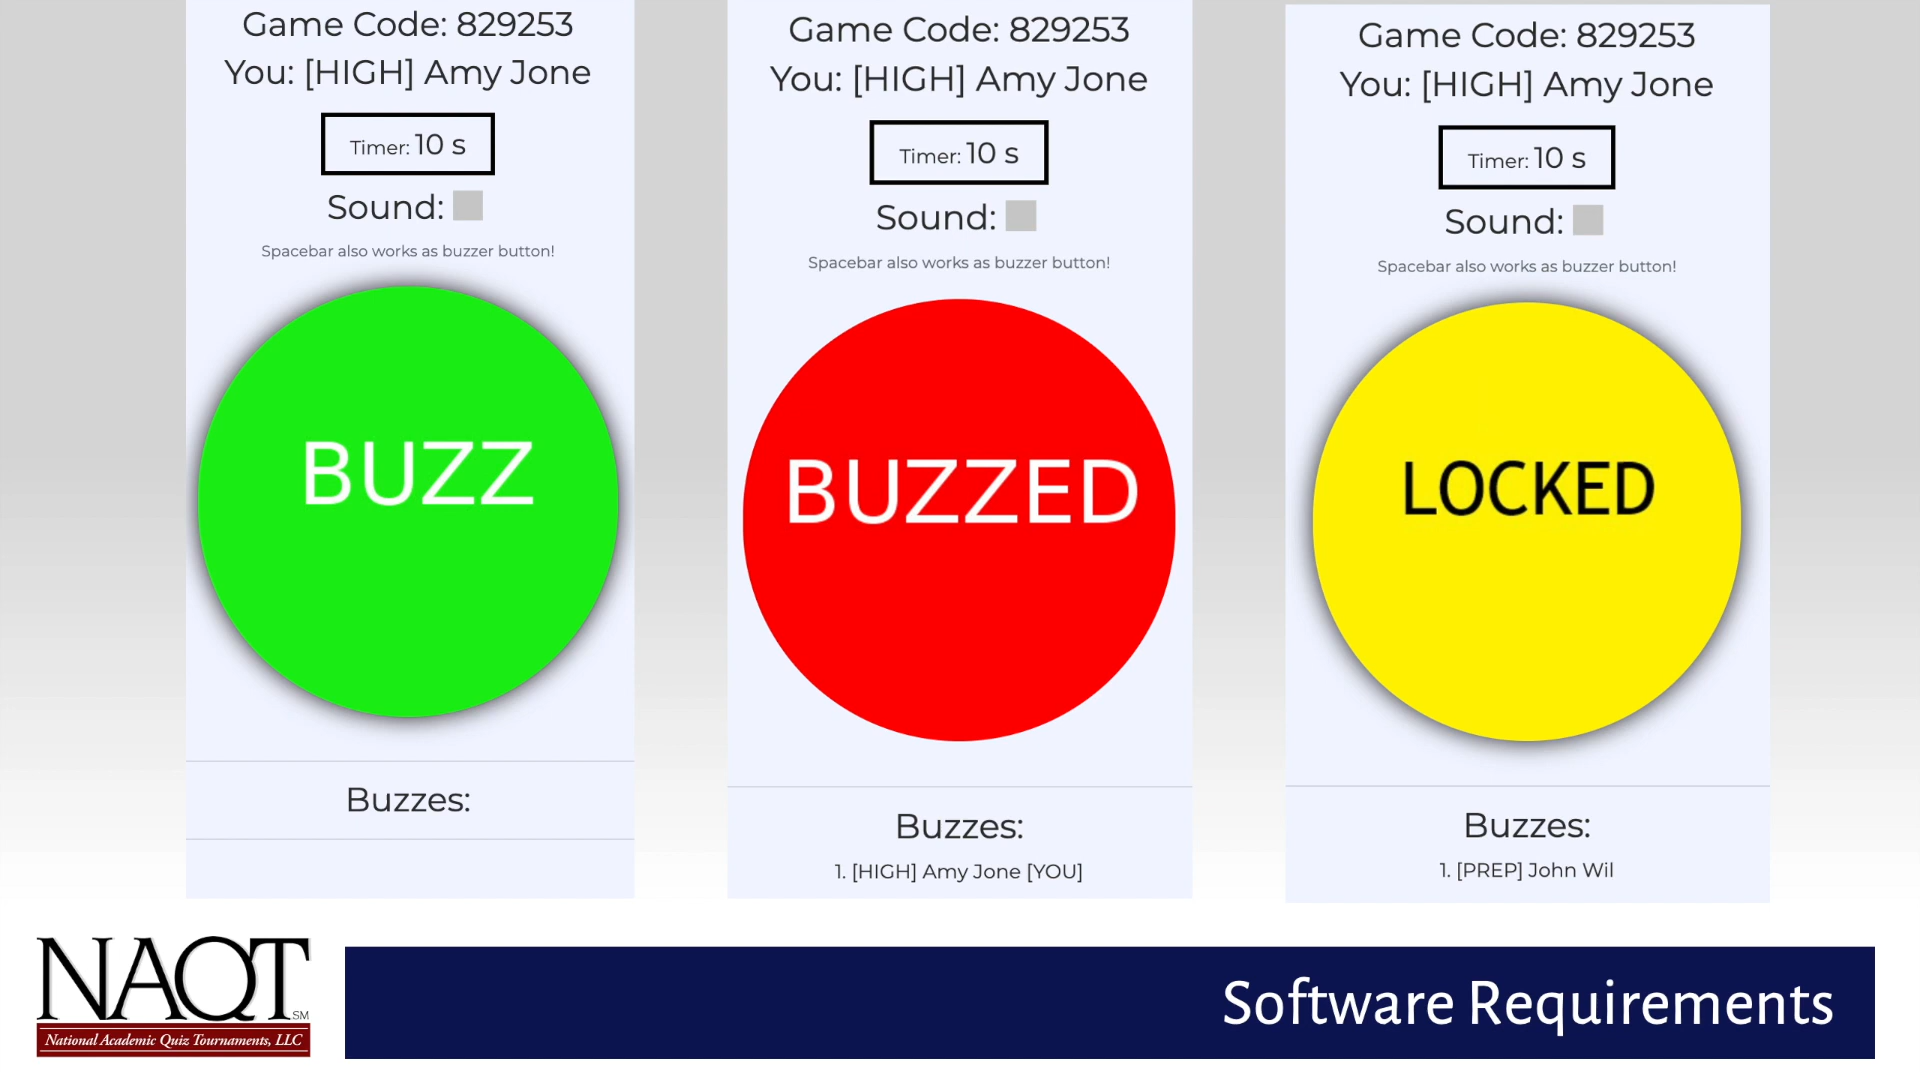 Game Code: 829253
You: [HIGH] Amy Jone
Timer: 10 s
Sound:
Spacebar also works as buzzer button!
BUZZ
Buzzes:
Game Code: 829253
You: [HIGH] Amy Jone
Timer: 10 s
Sound:
Spacebar also works as buzzer button!
BUZZED
Buzzes:
1. [HIGH] Amy Jone [YOU]
Game Code: 829253
You: [HIGH] Amy Jone
Timer: 10 s
Sound:
Spacebar also works as buzzer button!
LOCKED
Buzzes:
1. [PREP] John Wil
NAQT SM
National Academic Quiz Tournaments, LLC
Software Requirements